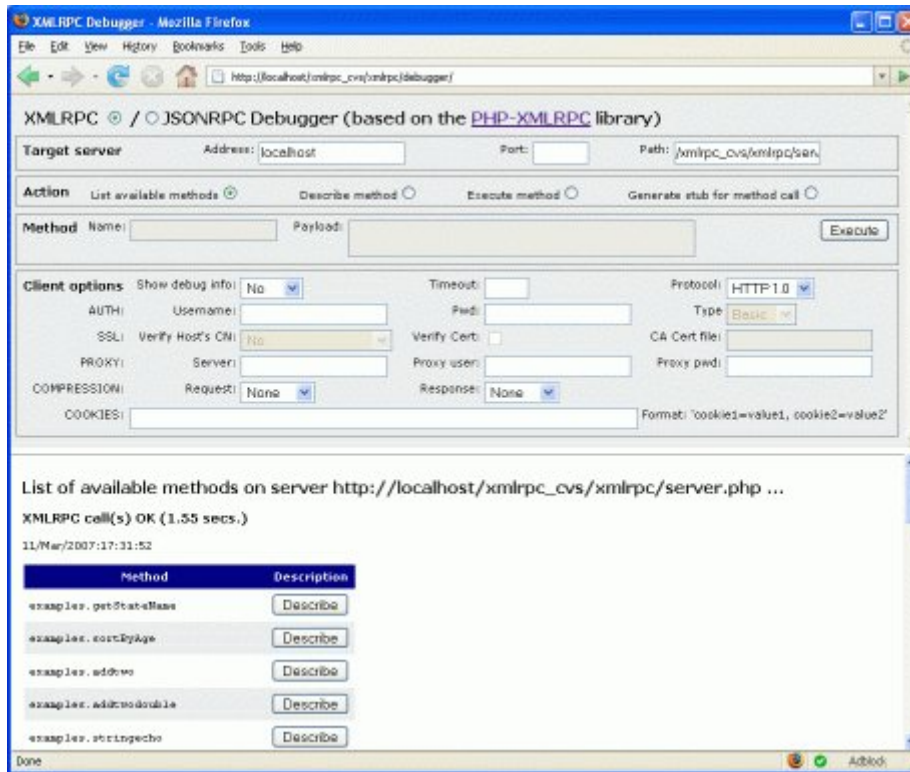 XMLRPC Debugger - Mozilla Firefox
File Edit View History Bookmarks Tools Help
http://localhost/xmlrpc_cvs/xmlrpc/debugger/
XMLRPC / JSONRPC Debugger (based on the PHP-XMLRPC library)
Target server Address: localhost Port: Path: /xmlrpc_cvs/xmlrpc/serv
Action List available methods Describe method Execute method Generate stub for method call
Method Name: Payload: Execute
Client options Show debug info: No Timeout: Protocol: HTTP 1.0
AUTH: Username: Pwd: Type Basic
SSL: Verify Host's CN: No Verify Cert: CA Cert file:
PROXY: Server: Proxy user: Proxy pwd:
COMPRESSION: Request: None Response: None
COOKIES: Format: 'cookie1=value1, cookie2=value2'
List of available methods on server http://localhost/xmlrpc_cvs/xmlrpc/server.php ...
XMLRPC call(s) OK (1.55 secs.)
11/Mar/2007:17:31:52
Method Description
examples.getStateName Describe
examples.sortByAge Describe
examples.addtwo Describe
examples.addtwodouble Describe
examples.stringecho Describe
Done Adblock